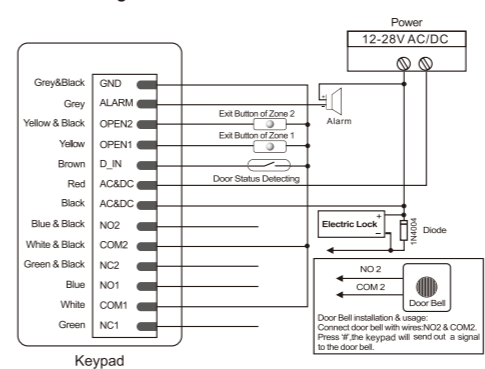 Power
12-28V AC/DC
Grey&Black GND
Grey ALARM
Alarm
Yellow & Black OPEN2 Exit Button of Zone 2
Yellow OPEN1 Exit Button of Zone 1
Brown D_IN
Door Status Detecting
Red AC&DC
Black AC&DC
Blue & Black NO2
White & Black COM2
Green & Black NC2
Blue NO1
White COM1
Green NC1
Keypad
Electric Lock + –
1N4004
Diode
NO 2
COM 2
Door Bell
Door Bell installation & usage:
Connect door bell with wires:NO2 & COM2.
Press '#',the keypad will send out a signal
to the door bell.